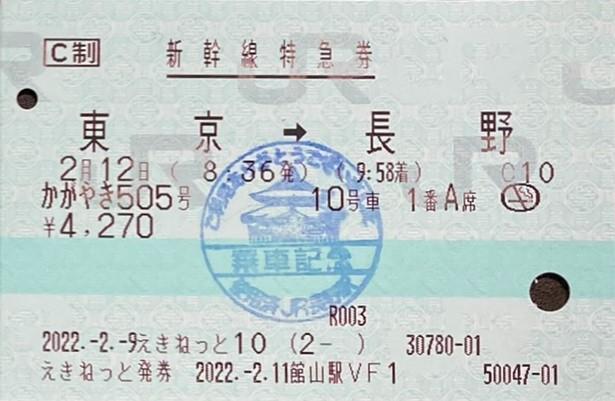 C制 新幹線特急券
東京 → 長野
2月12日 ( 8:36発) ( 9:58着) C10
かがやき505号 10号車 1番A席
¥4,270
乗車記念
R003
2022.-2.-9えきねっと10 (2- ) 30780-01
えきねっと発券 2022.-2.11館山駅VF1 50047-01